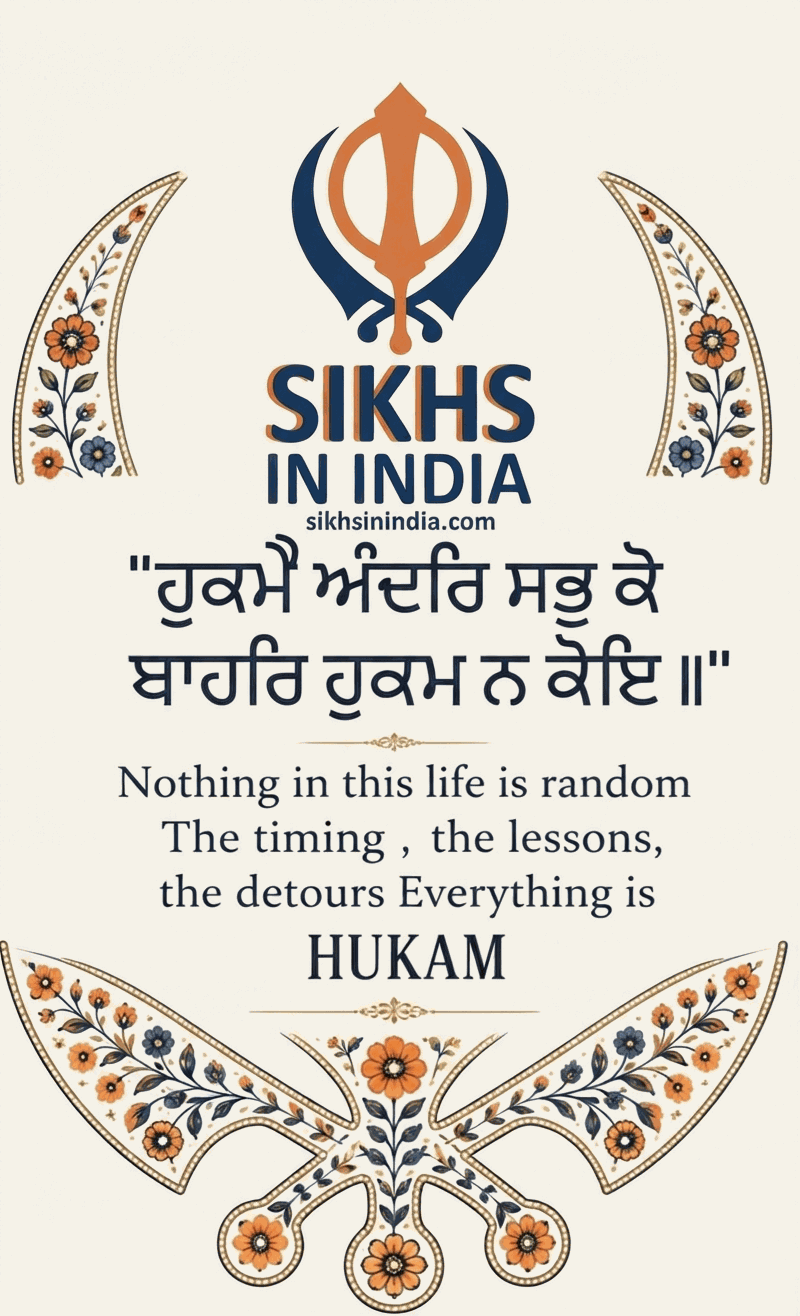 SIKHS
IN INDIA
sikhsinindia.com
"ਹੁਕਮੈ ਅੰਦਰਿ ਸਭੁ ਕੋ
ਬਾਹਰਿ ਹੁਕਮ ਨ ਕੋਇ ॥"
Nothing in this life is random
The timing , the lessons,
the detours Everything is
HUKAM